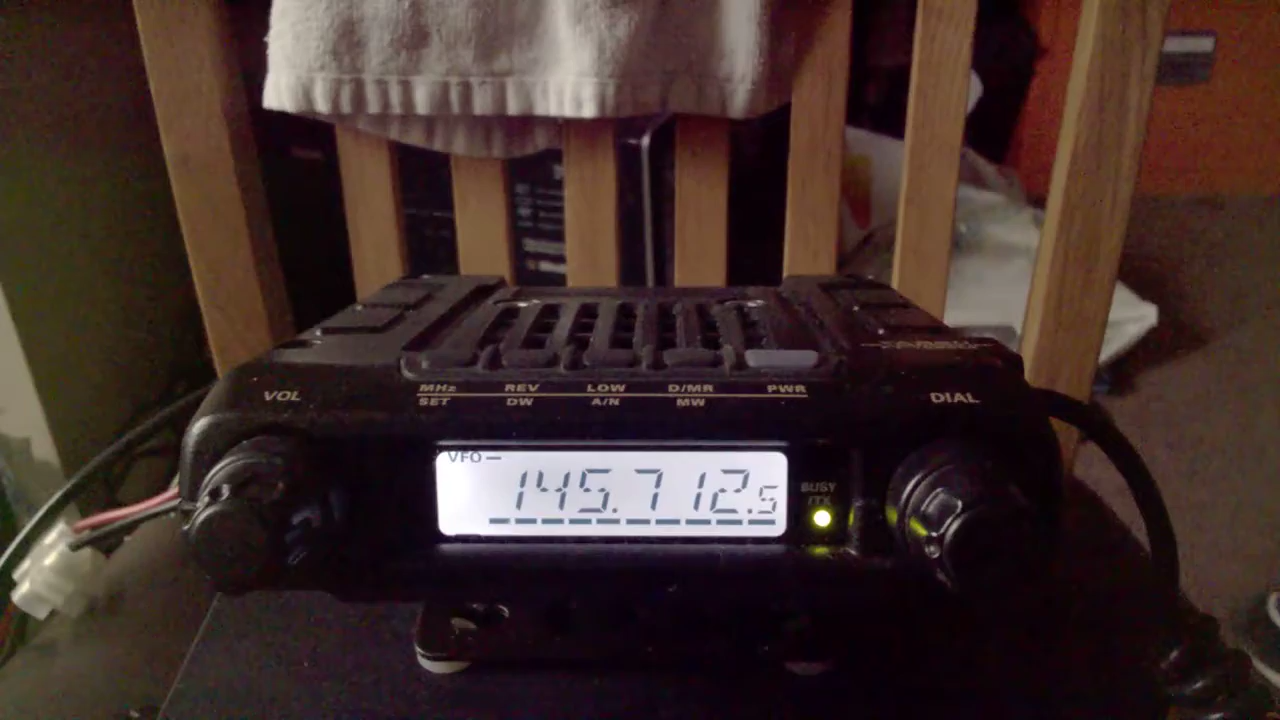 MHz REV LOW D/MR PWR
SET DW A/N MW
VOL
DIAL
VFO –
145.712.5
BUSY
/TX